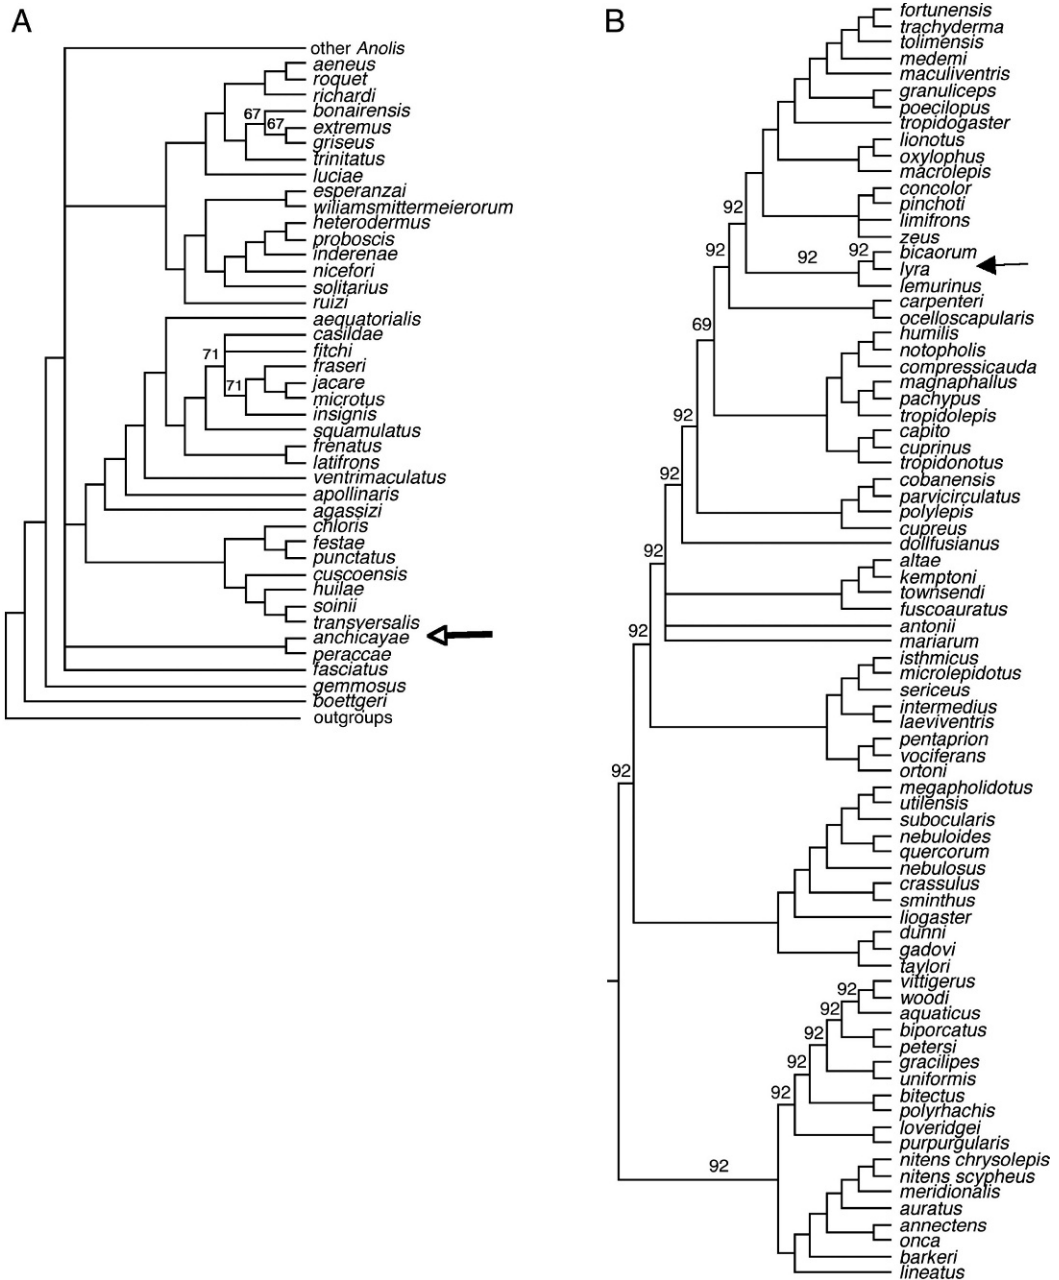 A
other Anolis
aeneus
roquet
richardi
67
bonairensis
67
extremus
griseus
trinitatus
luciae
esperanzai
wiliamsmittermeierorum
heterodermus
proboscis
inderenae
nicefori
solitarius
ruizi
aequatorialis
casildae
71
fitchi
fraseri
71
jacare
microtus
insignis
squamulatus
frenatus
latifrons
ventrimaculatus
apollinaris
agassizi
chloris
festae
punctatus
cuscoensis
huilae
soinii
transversalis
anchicayae
peraccae
fasciatus
gemmosus
boettgeri
outgroups
B
fortunensis
trachyderma
tolimensis
medemi
maculiventris
granuliceps
poecilopus
tropidogaster
lionotus
oxylophus
macrolepis
concolor
pinchoti
92
limifrons
zeus
92
92
92
bicaorum
lyra
lemurinus
carpenteri
ocelloscapularis
69
humilis
notopholis
compressicauda
magnaphallus
pachypus
92
tropidolepis
capito
cuprinus
tropidonotus
92
cobanensis
parvicirculatus
polylepis
cupreus
dollfusianus
92
altae
kemptoni
townsendi
fuscoauratus
antonii
92
mariarum
isthmicus
microlepidotus
sericeus
intermedius
laeviventris
pentaprion
vociferans
92
ortoni
megapholidotus
utilensis
subocularis
nebuloides
quercorum
nebulosus
crassulus
sminthus
liogaster
dunni
gadovi
taylori
92
vittigerus
woodi
92
aquaticus
92
biporcatus
petersi
92
gracilipes
uniformis
92
bitectus
polyrhachis
loveridgei
purpurgularis
92
nitens chrysolepis
nitens scypheus
meridionalis
auratus
annectens
onca
barkeri
lineatus